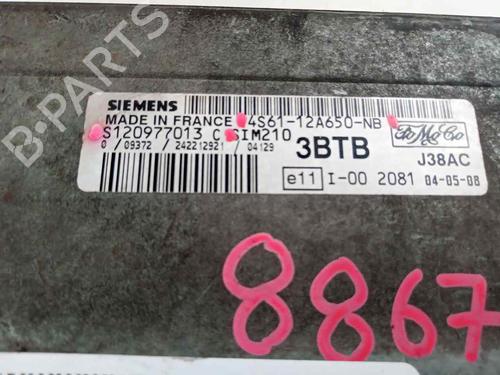 SIEMENS
MADE IN FRANCE 4S61-12A650-NB
S120977013 C SIM210
0 / 09372 / 242212921 / 04129
3BTB
FoMoCo
J38AC
e11 I-00 2081 04-05-08
8867